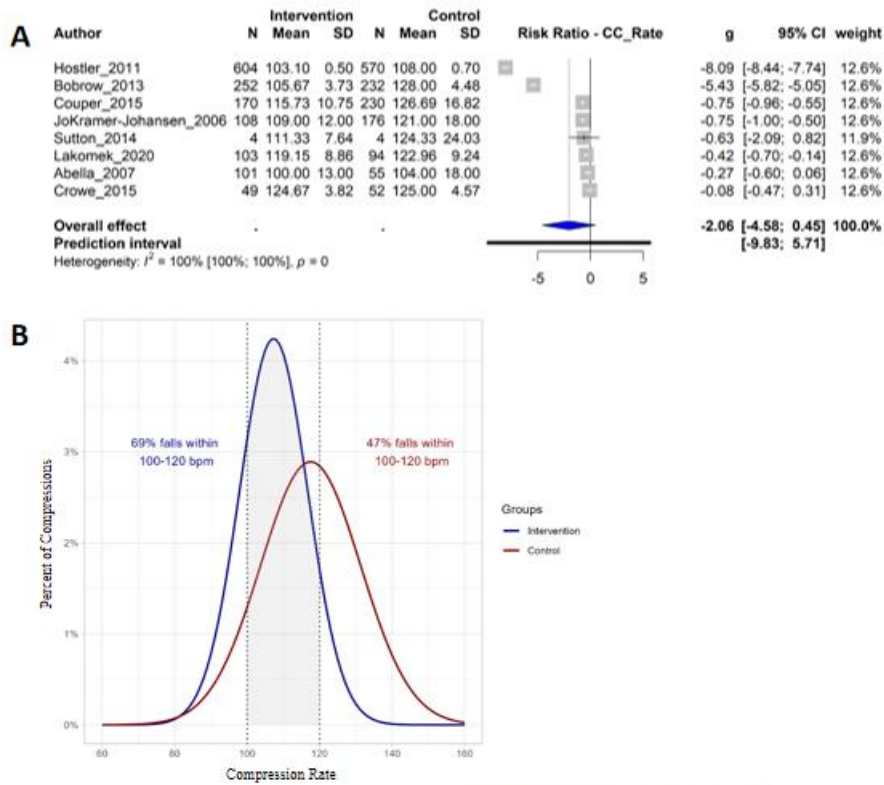 A
Intervention Control
Author N Mean SD N Mean SD Risk Ratio - CC_Rate g 95% CI weight
Hostler_2011 604 103.10 0.50 570 108.00 0.70 -8.09 [-8.44; -7.74] 12.6%
Bobrow_2013 252 105.67 3.73 232 128.00 4.48 -5.43 [-5.82; -5.05] 12.6%
Couper_2015 170 115.73 10.75 230 126.69 16.82 -0.75 [-0.96; -0.55] 12.6%
JoKramer-Johansen_2006 108 109.00 12.00 176 121.00 18.00 -0.75 [-1.00; -0.50] 12.6%
Sutton_2014 4 111.33 7.64 4 124.33 24.03 -0.63 [-2.09; 0.82] 11.9%
Lakomek_2020 103 119.15 8.86 94 122.96 9.24 -0.42 [-0.70; -0.14] 12.6%
Abella_2007 101 100.00 13.00 55 104.00 18.00 -0.27 [-0.60; 0.06] 12.6%
Crowe_2015 49 124.67 3.82 52 125.00 4.57 -0.08 [-0.47; 0.31] 12.6%
Overall effect . . -2.06 [-4.58; 0.45] 100.0%
Prediction interval [-9.83; 5.71]
Heterogeneity: I² = 100% [100%; 100%], p = 0
-5 0 5
B
4%
69% falls within
100-120 bpm
47% falls within
100-120 bpm
3%
Groups
Intervention
Control
2%
Percent of Compressions
1%
0%
60 80 100 120 140 160
Compression Rate